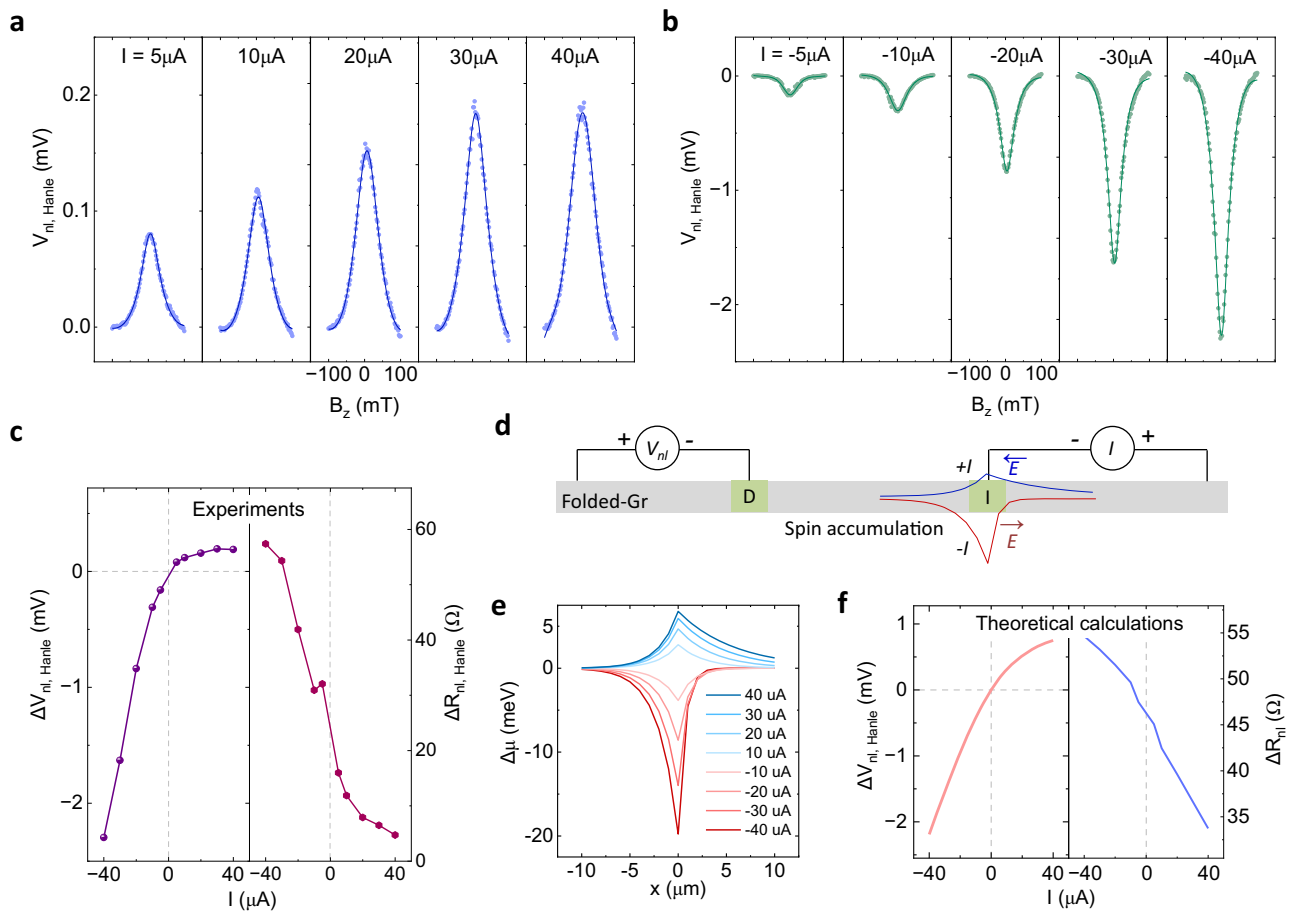 a
I = 5μA
10μA
20μA
30μA
40μA
0.2
0.1
0.0
V_nl, Hanle (mV)
−100 0 100
B_z (mT)
b
I = -5μA
-10μA
-20μA
-30μA
-40μA
0
−1
−2
V_nl, Hanle (mV)
−100 0 100
B_z (mT)
c
Experiments
0
−1
−2
ΔV_nl, Hanle (mV)
60
40
20
0
ΔR_nl, Hanle (Ω)
−40 0 40
−40 0 40
I (μA)
d
+ V_nl -
- I +
+I
E
Folded-Gr
D
I
Spin accumulation
-I
E
e
5
0
-10
-20
Δμ (meV)
40 uA
30 uA
20 uA
10 uA
-10 uA
-20 uA
-30 uA
-40 uA
-10 -5 0 5 10
x (μm)
f
Theoretical calculations
1
0
−1
−2
ΔV_nl, Hanle (mV)
55
50
45
40
35
ΔR_nl (Ω)
−40 0 40
−40 0 40
I (μA)